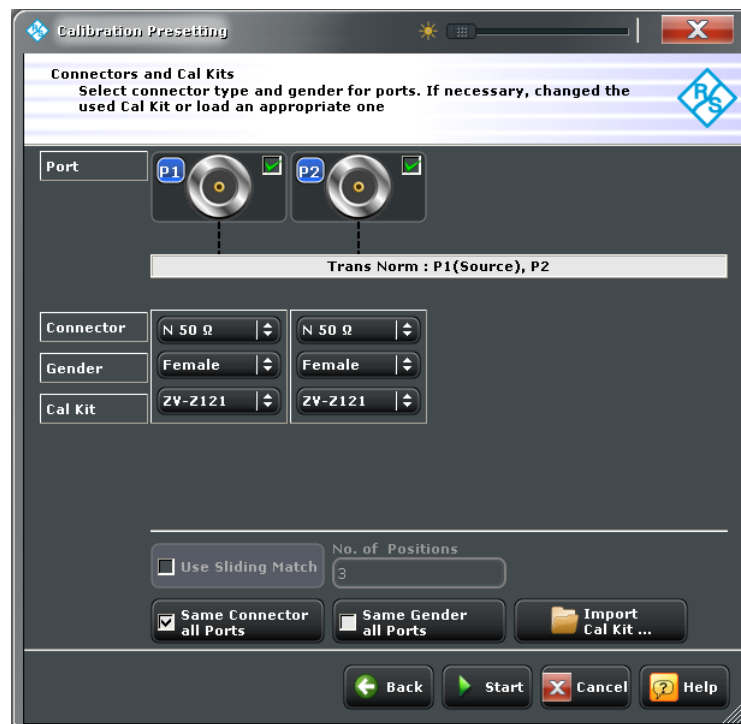 Calibration Presetting
Connectors and Cal Kits
Select connector type and gender for ports. If necessary, changed the
used Cal Kit or load an appropriate one
R S
Port
P1
P2
Trans Norm : P1(Source), P2
Connector
N 50 Ω
N 50 Ω
Gender
Female
Female
Cal Kit
ZV-Z121
ZV-Z121
No. of Positions
Use Sliding Match
3
Same Connector
all Ports
Same Gender
all Ports
Import
Cal Kit ...
Back
Start
Cancel
Help